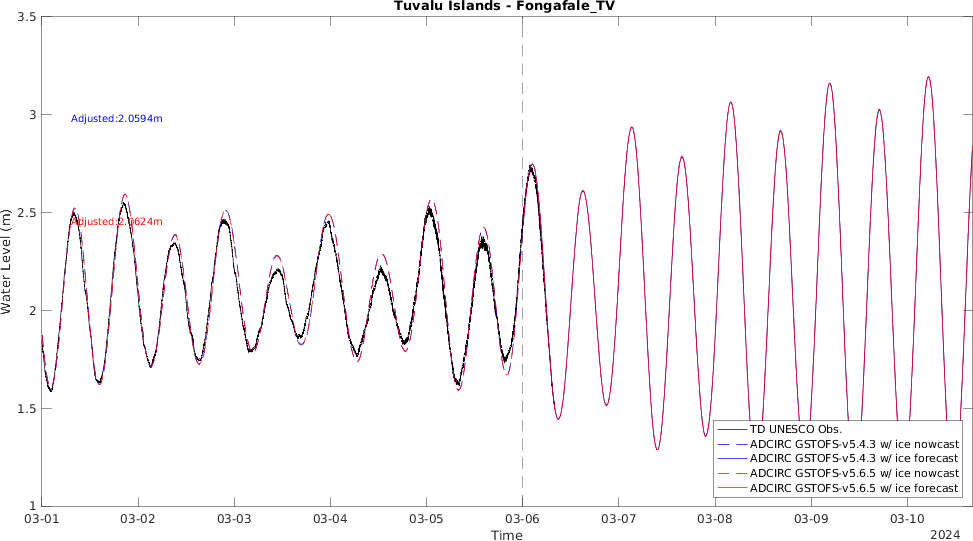 Tuvalu Islands - Fongafale_TV
3.5
3
2.5
2
1.5
1
Water Level (m)
Adjusted:2.0594m
Adjusted:2.0624m
TD UNESCO Obs.
ADCIRC GSTOFS-v5.4.3 w/ ice nowcast
ADCIRC GSTOFS-v5.4.3 w/ ice forecast
ADCIRC GSTOFS-v5.6.5 w/ ice nowcast
ADCIRC GSTOFS-v5.6.5 w/ ice forecast
03-01 03-02 03-03 03-04 03-05 03-06 03-07 03-08 03-09 03-10
Time
2024